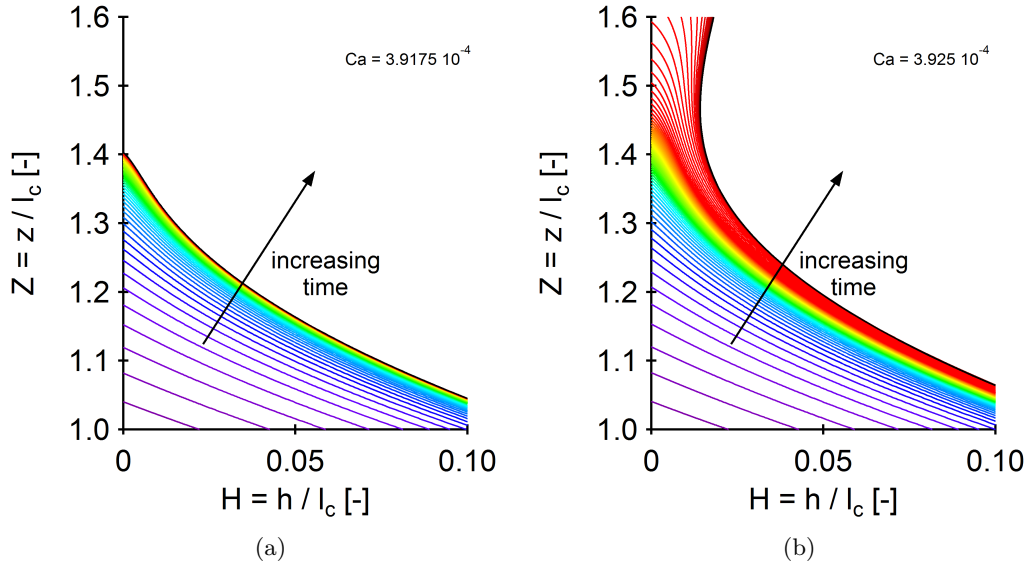 1.6
1.5
1.4
1.3
1.2
1.1
1.0
Z = z / l_c [-]
Ca = 3.9175 10^-4
increasing
time
0
0.05
0.10
H = h / l_c [-]
(a)
1.6
1.5
1.4
1.3
1.2
1.1
1.0
Z = z / l_c [-]
Ca = 3.925 10^-4
increasing
time
0
0.05
0.10
H = h / l_c [-]
(b)